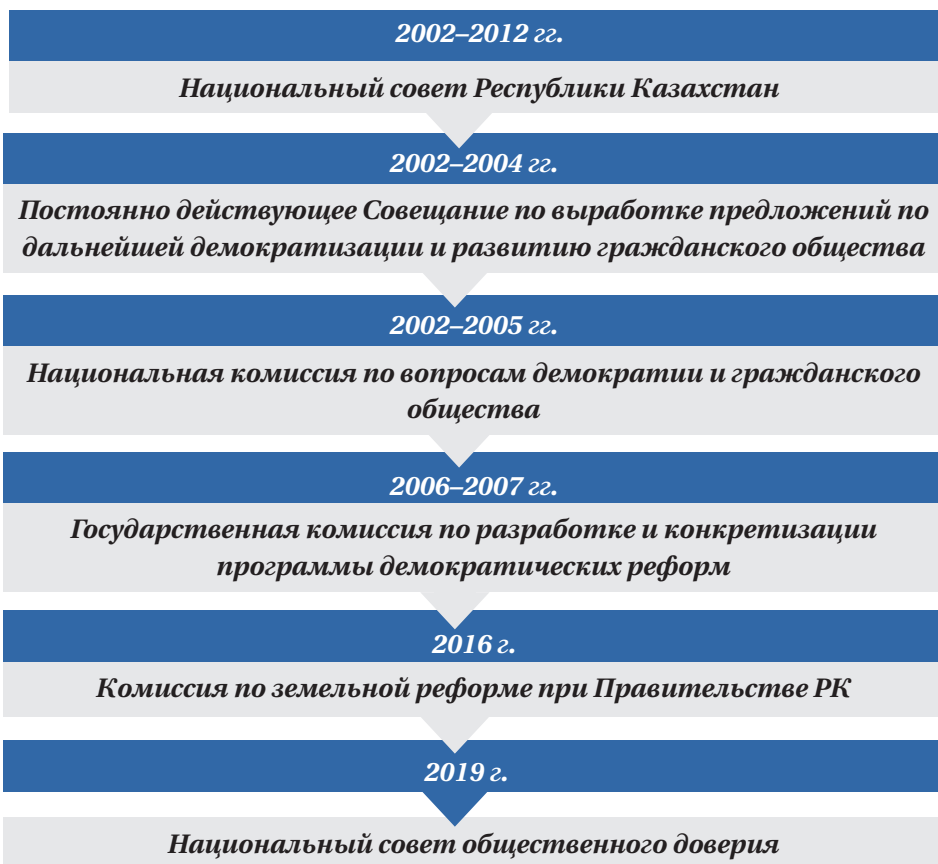 2002–2012 гг.
Национальный совет Республики Казахстан
2002–2004 гг.
Постоянно действующее Совещание по выработке предложений по
дальнейшей демократизации и развитию гражданского общества
2002–2005 гг.
Национальная комиссия по вопросам демократии и гражданского
общества
2006–2007 гг.
Государственная комиссия по разработке и конкретизации
программы демократических реформ
2016 г.
Комиссия по земельной реформе при Правительстве РК
2019 г.
Национальный совет общественного доверия